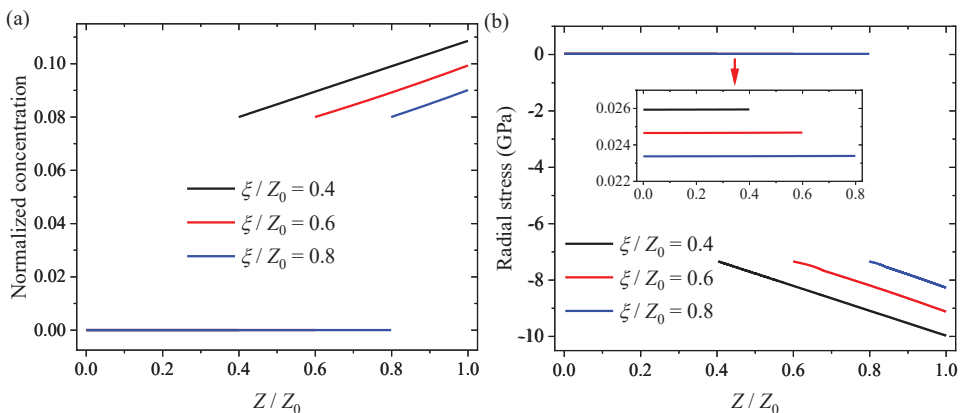 (a)
Normalized concentration
0.10
0.08
0.06
0.04
0.02
0.00
ξ / Z0 = 0.4
ξ / Z0 = 0.6
ξ / Z0 = 0.8
0.0 0.2 0.4 0.6 0.8 1.0
Z / Z0
(b)
Radial stress (GPa)
0
-2
-4
-6
-8
-10
0.026
0.024
0.022
0.0 0.2 0.4 0.6 0.8
ξ / Z0 = 0.4
ξ / Z0 = 0.6
ξ / Z0 = 0.8
0.0 0.2 0.4 0.6 0.8 1.0
Z / Z0